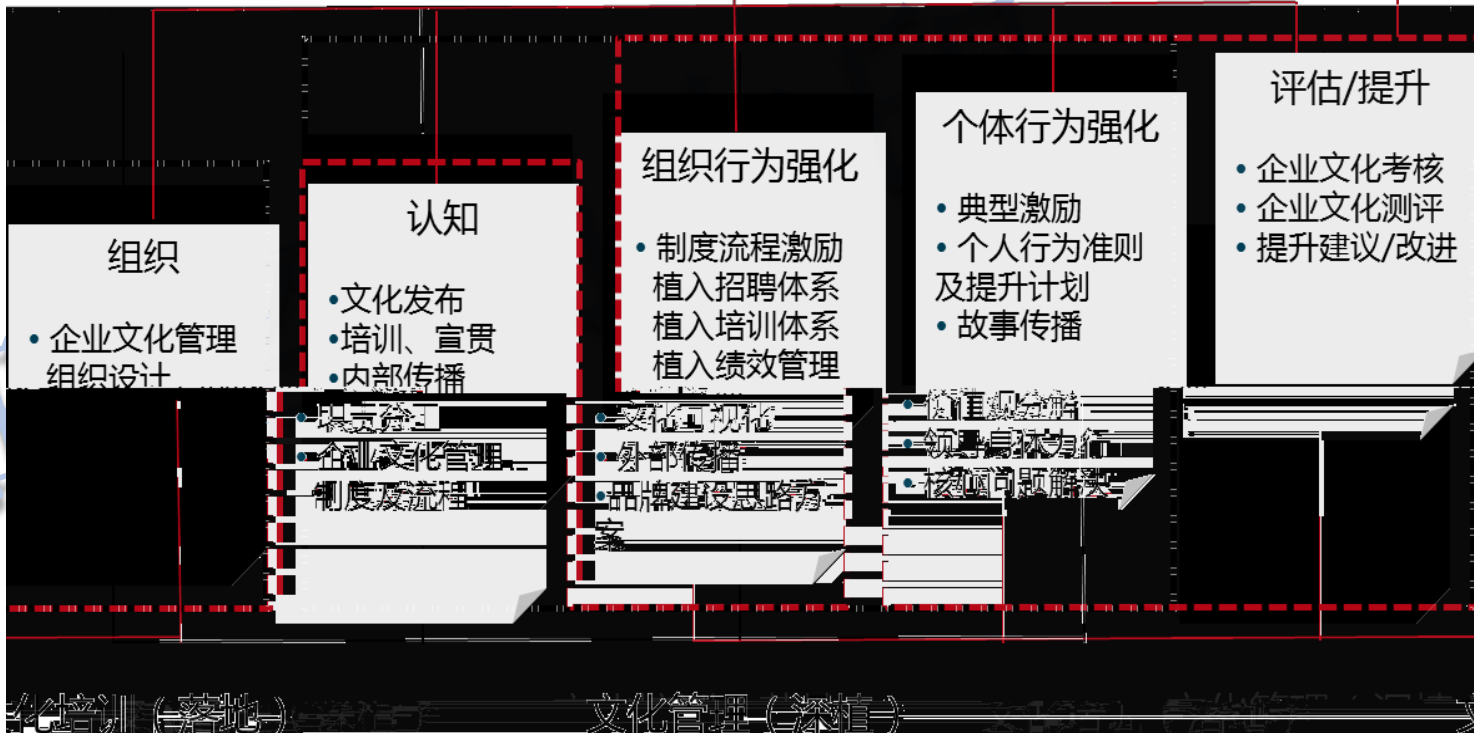 组织
• 企业文化管理
组织设计
• 职责分工
• 企业文化管理
制度及流程
认知
•文化发布
•培训、宣贯
•内部传播
• 文化可视化
• 外部传播
•品牌建设思路方
案
组织行为强化
• 制度流程激励
植入招聘体系
植入培训体系
植入绩效管理
• 价值观分解
• 领导身体力行
• 核心问题解决
个体行为强化
• 典型激励
• 个人行为准则
及提升计划
• 故事传播
评估/提升
• 企业文化考核
• 企业文化测评
• 提升建议/改进
化培训（落地）
文化管理（深植）